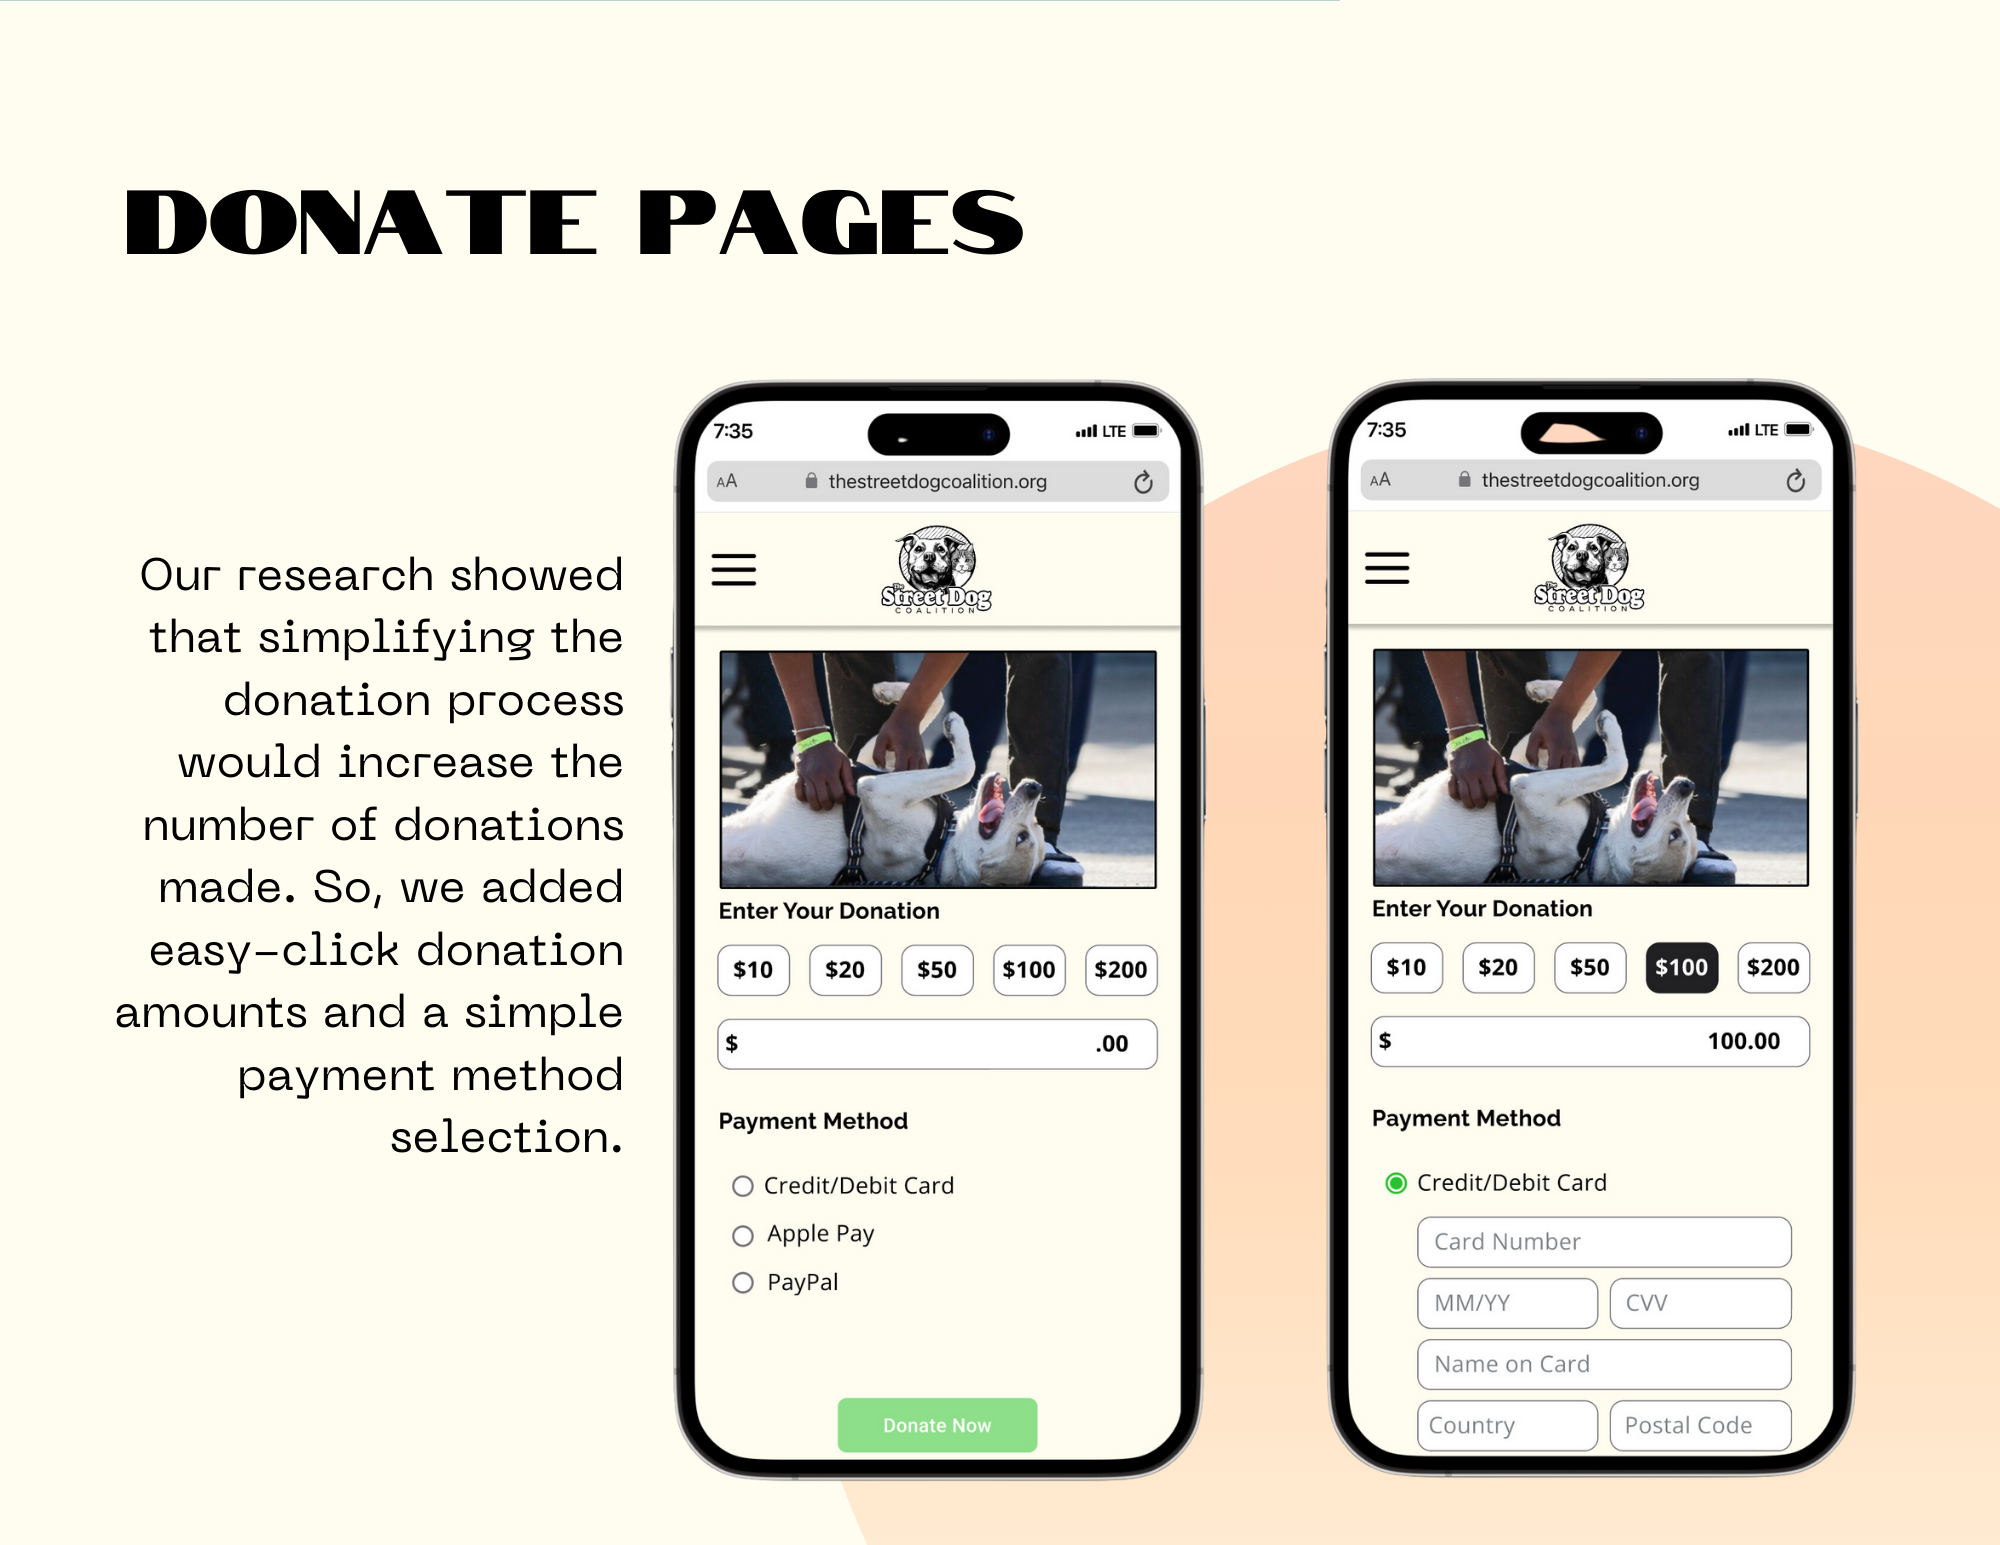 DONATE PAGES
Our research showed
that simplifying the
donation process
would increase the
number of donations
made. So, we added
easy-click donation
amounts and a simple
payment method
selection.
7:35
LTE
AA
thestreetdogcoalition.org
The
Street Dog
COALITION
Enter Your Donation
$10 $20 $50 $100 $200
$ .00
Payment Method
Credit/Debit Card
Apple Pay
PayPal
Donate Now
7:35
LTE
AA
thestreetdogcoalition.org
The
Street Dog
COALITION
Enter Your Donation
$10 $20 $50 $100 $200
$ 100.00
Payment Method
Credit/Debit Card
Card Number
MM/YY CVV
Name on Card
Country Postal Code